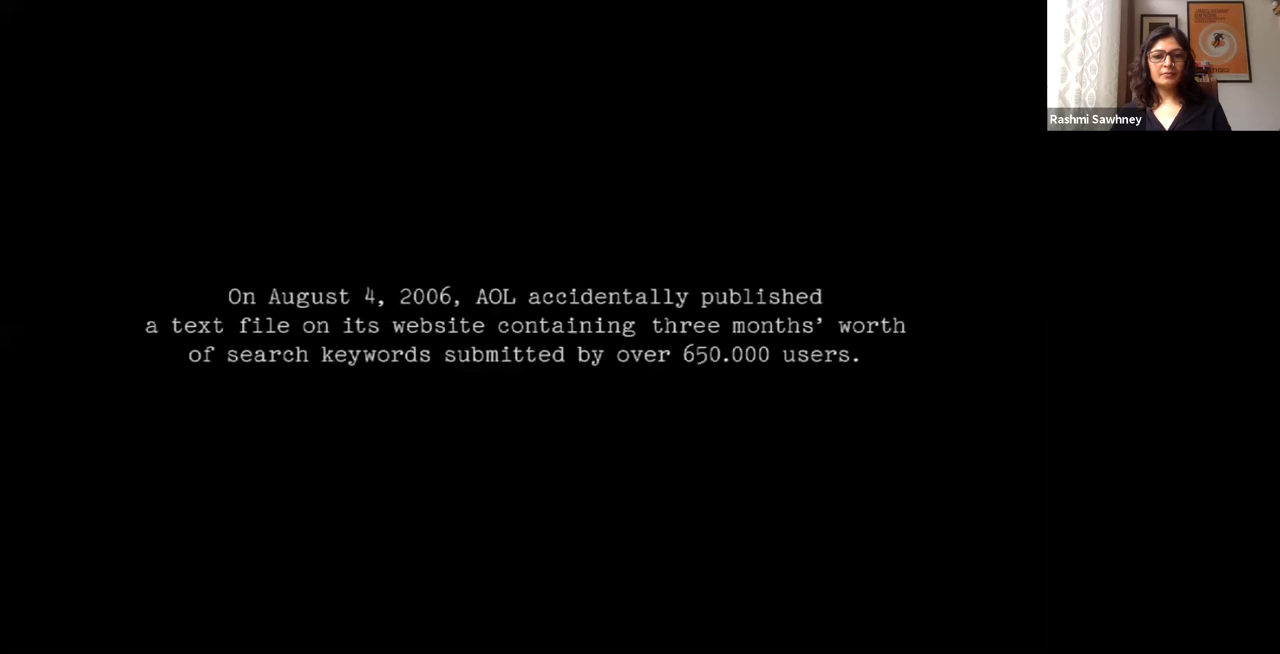 On August 4, 2006, AOL accidentally published
a text file on its website containing three months’ worth
of search keywords submitted by over 650.000 users.
Rashmi Sawhney